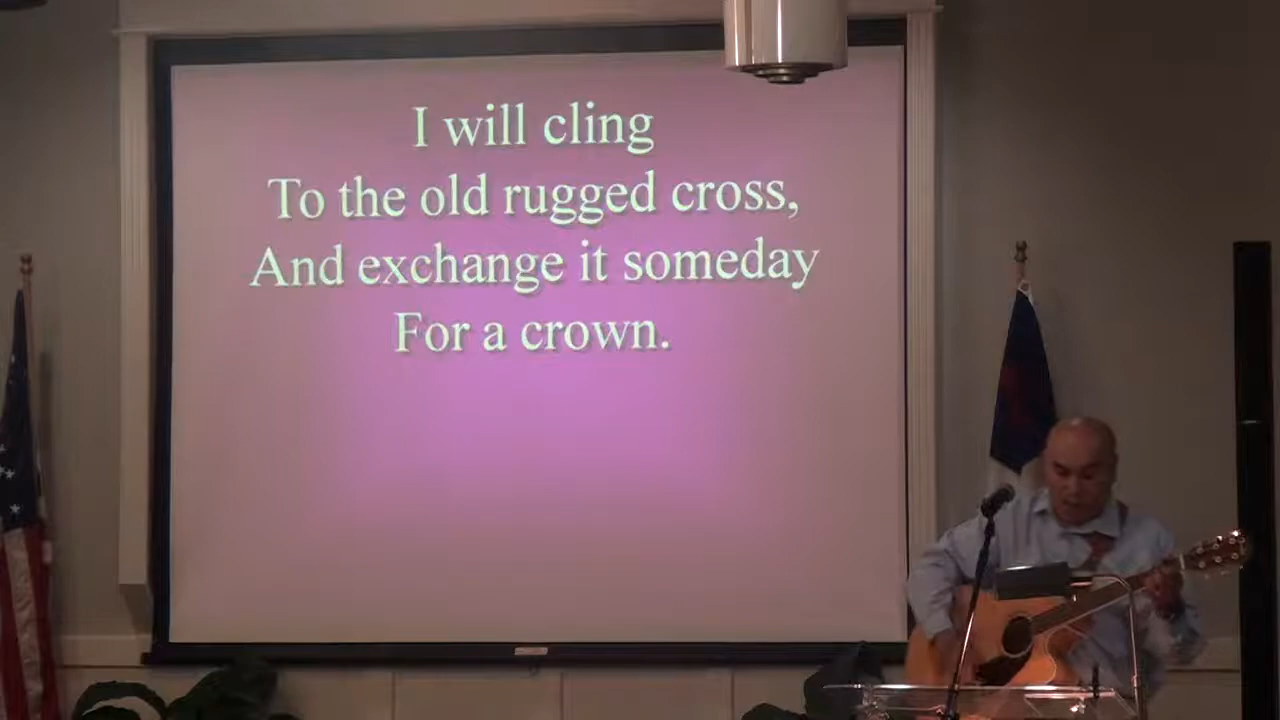 I will cling
To the old rugged cross,
And exchange it someday
For a crown.